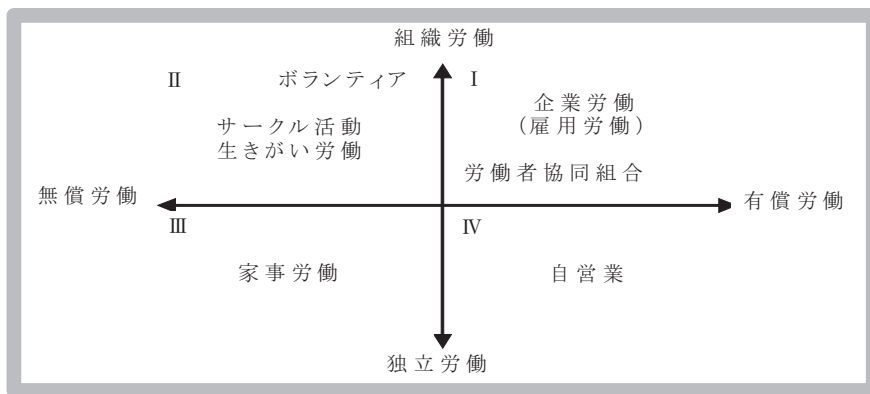 組織労働
Ⅱ ボランティア Ⅰ
企業労働
(雇用労働)
サークル活動
生きがい労働
労働者協同組合
無償労働 有償労働
Ⅲ Ⅳ
家事労働 自営業
独立労働